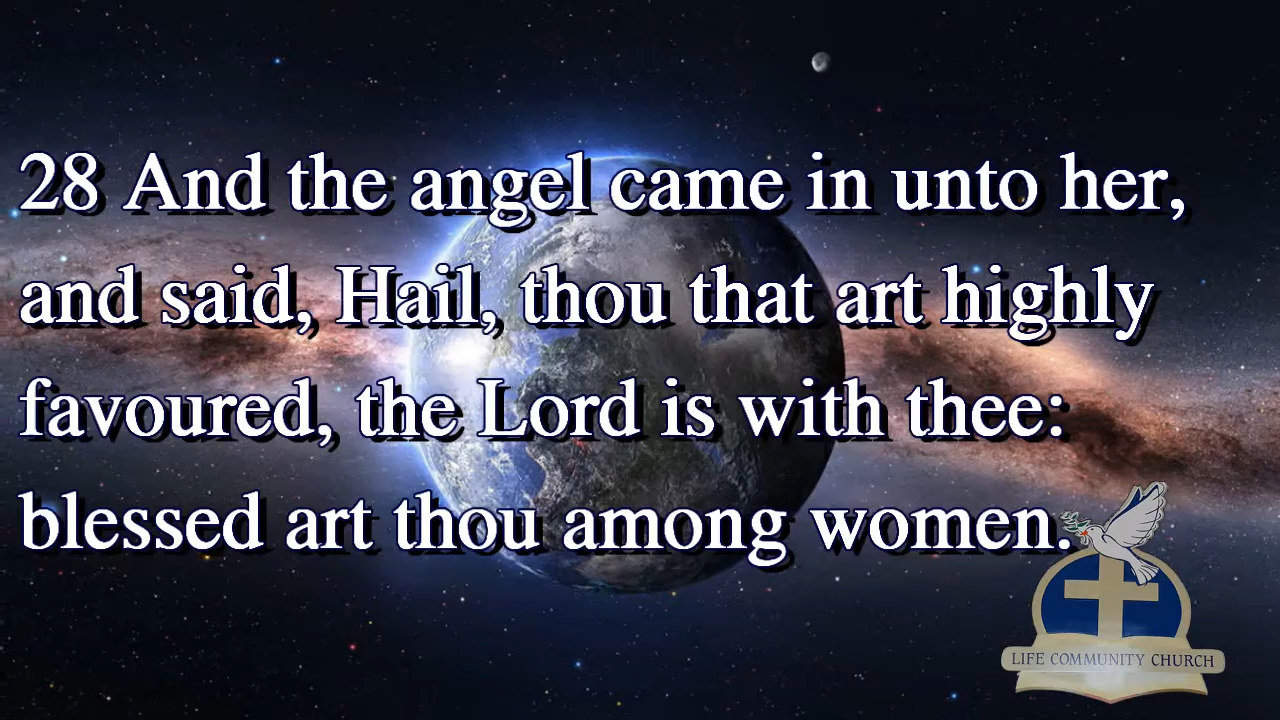 28 And the angel came in unto her,
and said, Hail, thou that art highly
favoured, the Lord is with thee:
blessed art thou among women.
LIFE COMMUNITY CHURCH